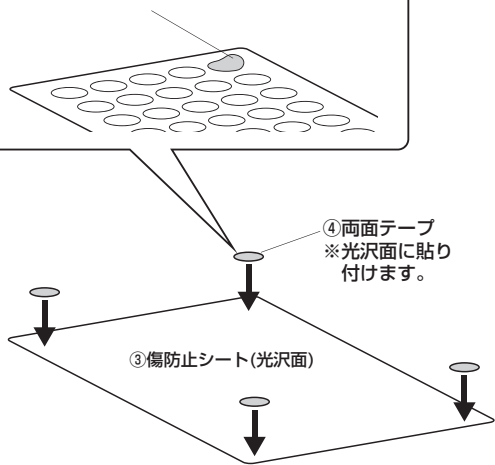 ④両面テープ
※光沢面に貼り
付けます。
③傷防止シート(光沢面)